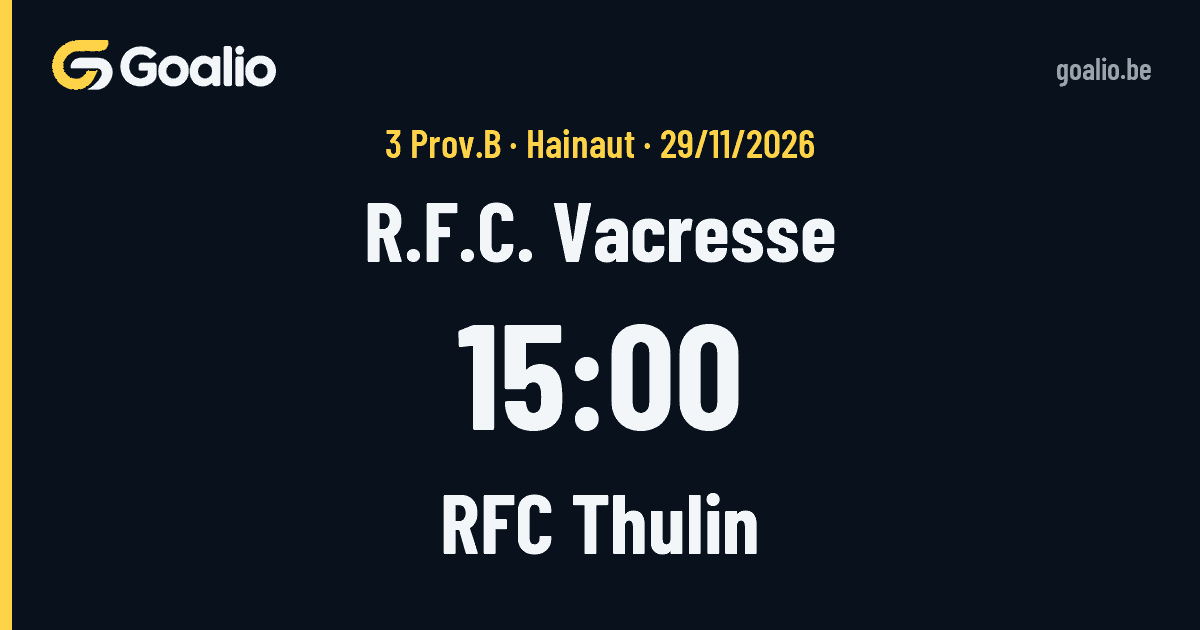 Goalio
goalio.be
3 Prov.B · Hainaut · 29/11/2026
R.F.C. Vacresse
15:00
RFC Thulin